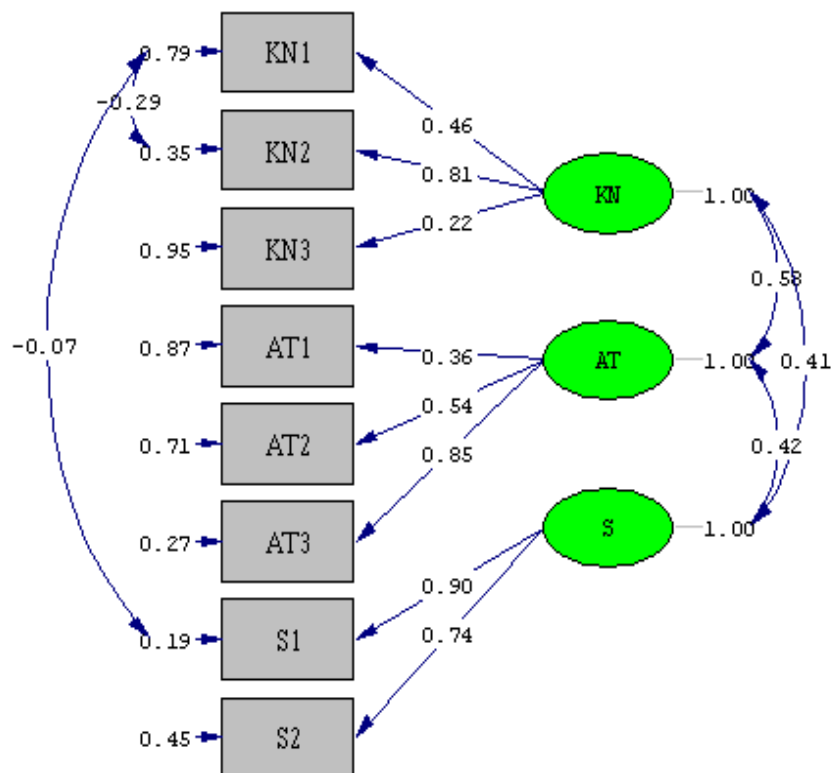 0.79 KN1
-0.29
0.46
0.35 KN2
0.81
KN 1.00
0.22
0.95 KN3
0.58
-0.07
0.87 AT1
0.36
AT 1.00 0.41
0.54
0.71 AT2
0.85
0.42
0.27 AT3
S 1.00
0.90
0.19 S1
0.74
0.45 S2